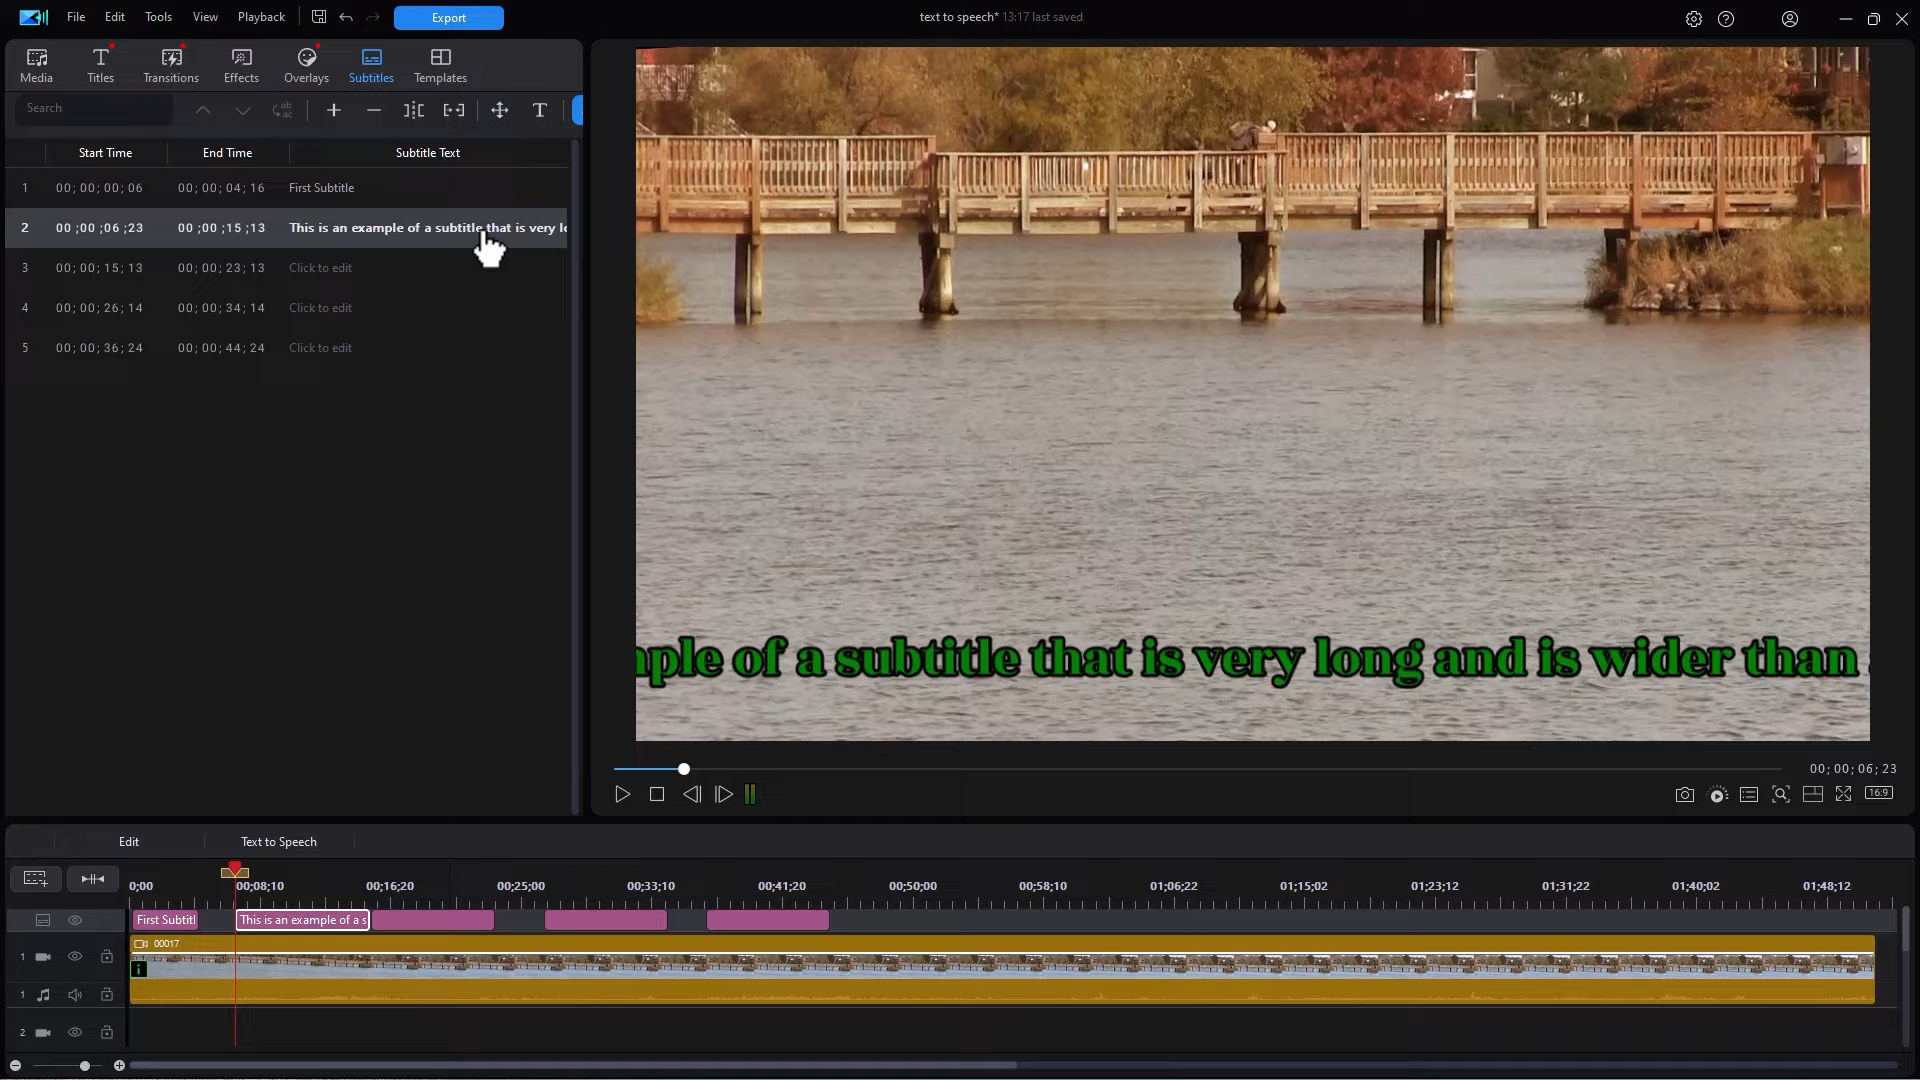 File Edit Tools View Playback Export text to speech* 13:17 last saved
Media Titles Transitions Effects Overlays Subtitles Templates
Search
Start Time End Time Subtitle Text
1 00; 00; 00; 06 00; 00; 04; 16 First Subtitle
2 00 ;00 ;06 ;23 00 ;00 ;15 ;13 This is an example of a subtitle that is very lo
3 00; 00; 15; 13 00; 00; 23; 13 Click to edit
4 00; 00; 26; 14 00; 00; 34; 14 Click to edit
5 00; 00; 36; 24 00; 00; 44; 24 Click to edit
mple of a subtitle that is very long and is wider than
00; 00; 06; 23
16:9
Edit Text to Speech
0;00 00;08;10 00;16;20 00;25;00 00;33;10 00;41;20 00;50;00 00;58;10 01;06;22 01;15;02 01;23;12 01;31;22 01;40;02 01;48;12
First Subtitl This is an example of a s
00017
1
1
2